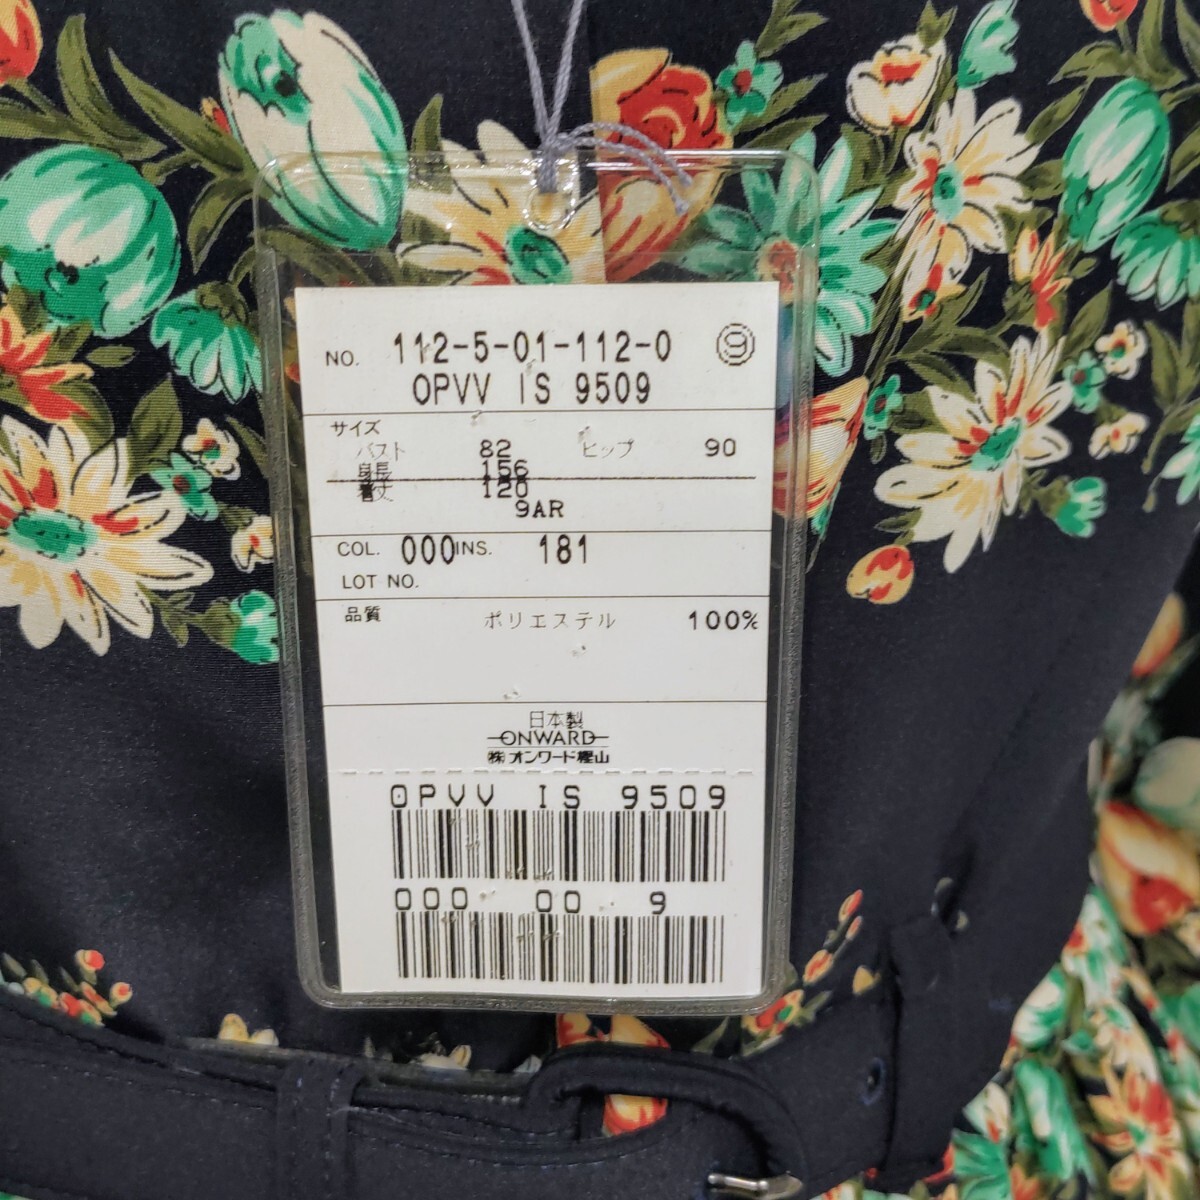 NO. 112-5-01-112-0 ⑨
OPVV IS 9509
サイズ
バスト 82 ヒップ 90
身長 156
着丈 120
9AR
COL. 000 INS. 181
LOT NO.
品質 ポリエステル 100%
日本製
ONWARD
㈱オンワード樫山
OPVV IS 9509
000 00 9